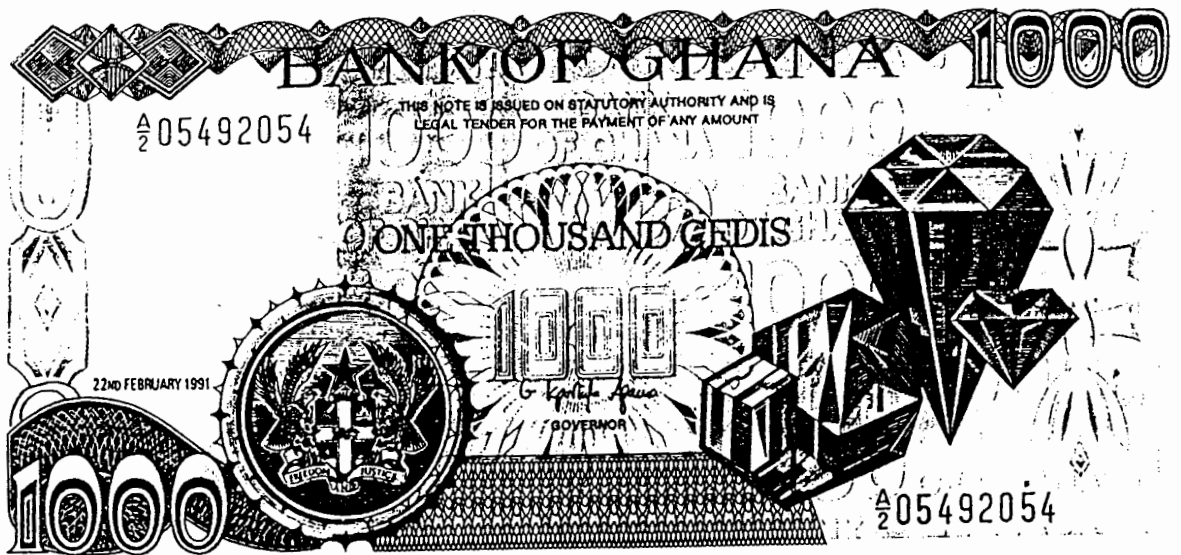 BANK OF GHANA
1000
THIS NOTE IS ISSUED ON STATUTORY AUTHORITY AND IS
LEGAL TENDER FOR THE PAYMENT OF ANY AMOUNT
A/2 05492054
ONE THOUSAND CEDIS
1000
22ND FEBRUARY 1991
GOVERNOR
FREEDOM AND JUSTICE
1000
A/2 05492054